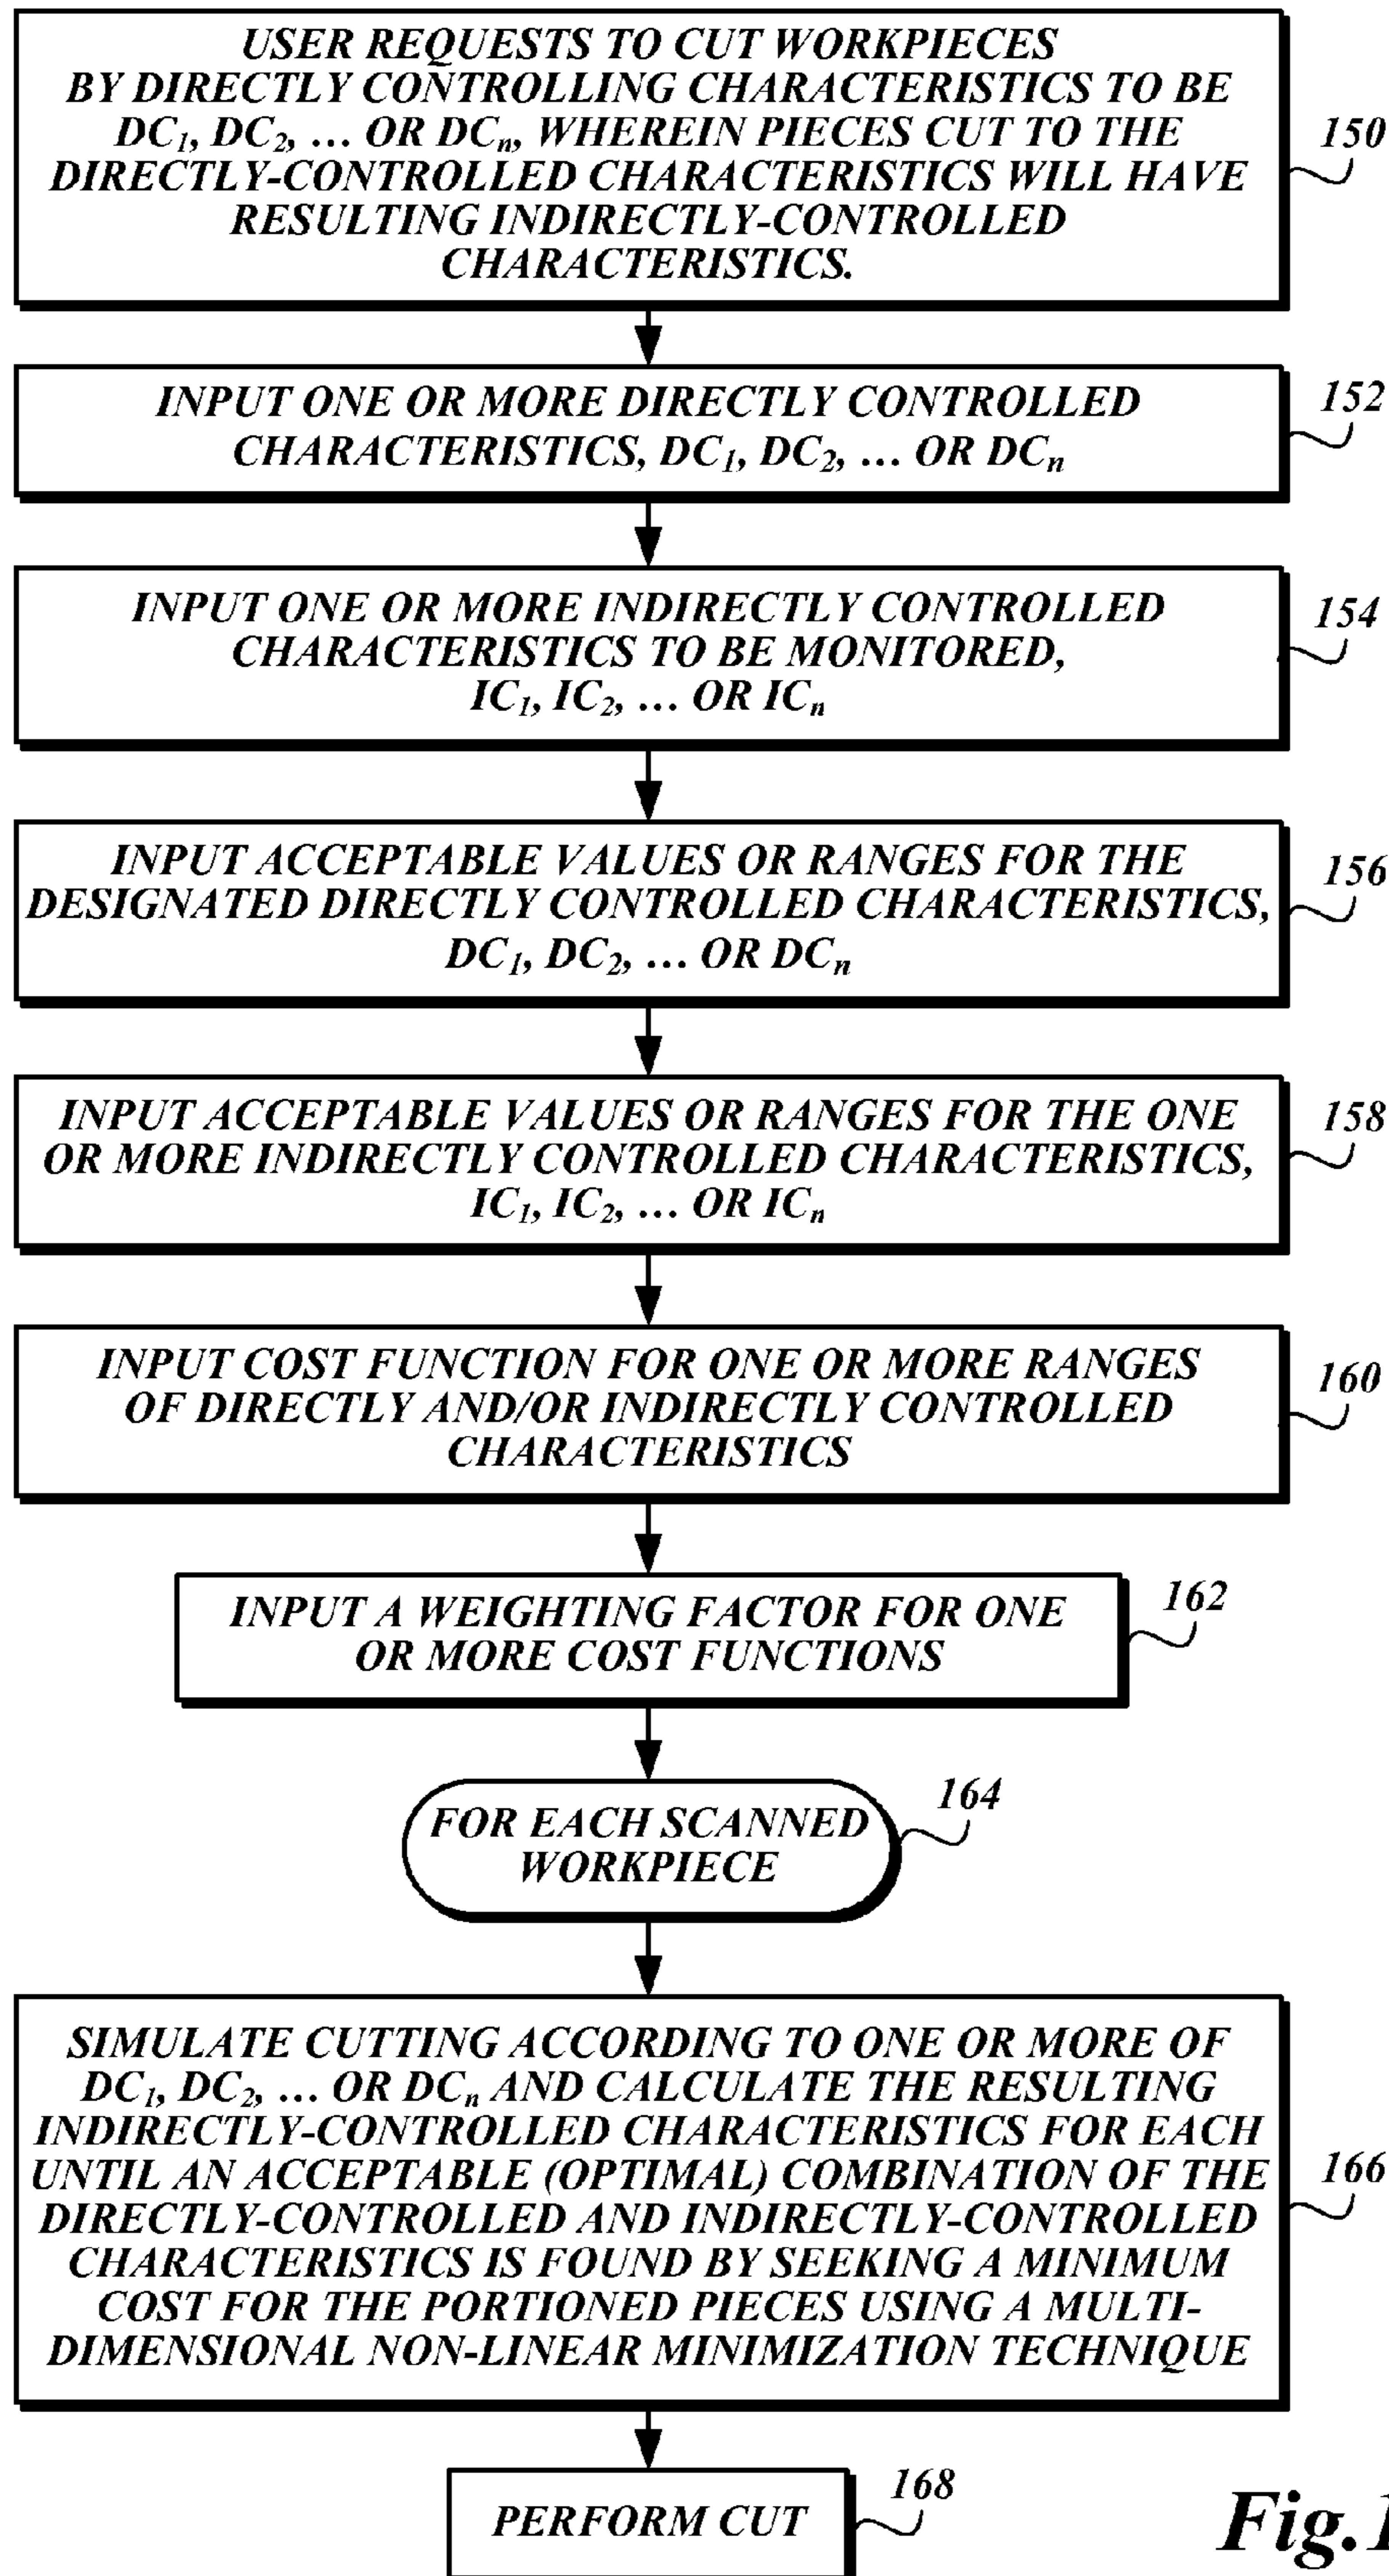 USER REQUESTS TO CUT WORKPIECES
BY DIRECTLY CONTROLLING CHARACTERISTICS TO BE
DC₁, DC₂, ... OR DCₙ, WHEREIN PIECES CUT TO THE
DIRECTLY-CONTROLLED CHARACTERISTICS WILL HAVE
RESULTING INDIRECTLY-CONTROLLED
CHARACTERISTICS.
150
INPUT ONE OR MORE DIRECTLY CONTROLLED
CHARACTERISTICS, DC₁, DC₂, ... OR DCₙ
152
INPUT ONE OR MORE INDIRECTLY CONTROLLED
CHARACTERISTICS TO BE MONITORED,
IC₁, IC₂, ... OR ICₙ
154
INPUT ACCEPTABLE VALUES OR RANGES FOR THE
DESIGNATED DIRECTLY CONTROLLED CHARACTERISTICS,
DC₁, DC₂, ... OR DCₙ
156
INPUT ACCEPTABLE VALUES OR RANGES FOR THE ONE
OR MORE INDIRECTLY CONTROLLED CHARACTERISTICS,
IC₁, IC₂, ... OR ICₙ
158
INPUT COST FUNCTION FOR ONE OR MORE RANGES
OF DIRECTLY AND/OR INDIRECTLY CONTROLLED
CHARACTERISTICS
160
INPUT A WEIGHTING FACTOR FOR ONE
OR MORE COST FUNCTIONS
162
FOR EACH SCANNED
WORKPIECE
164
SIMULATE CUTTING ACCORDING TO ONE OR MORE OF
DC₁, DC₂, ... OR DCₙ AND CALCULATE THE RESULTING
INDIRECTLY-CONTROLLED CHARACTERISTICS FOR EACH
UNTIL AN ACCEPTABLE (OPTIMAL) COMBINATION OF THE
DIRECTLY-CONTROLLED AND INDIRECTLY-CONTROLLED
CHARACTERISTICS IS FOUND BY SEEKING A MINIMUM
COST FOR THE PORTIONED PIECES USING A MULTI-
DIMENSIONAL NON-LINEAR MINIMIZATION TECHNIQUE
166
PERFORM CUT
168
Fig.1